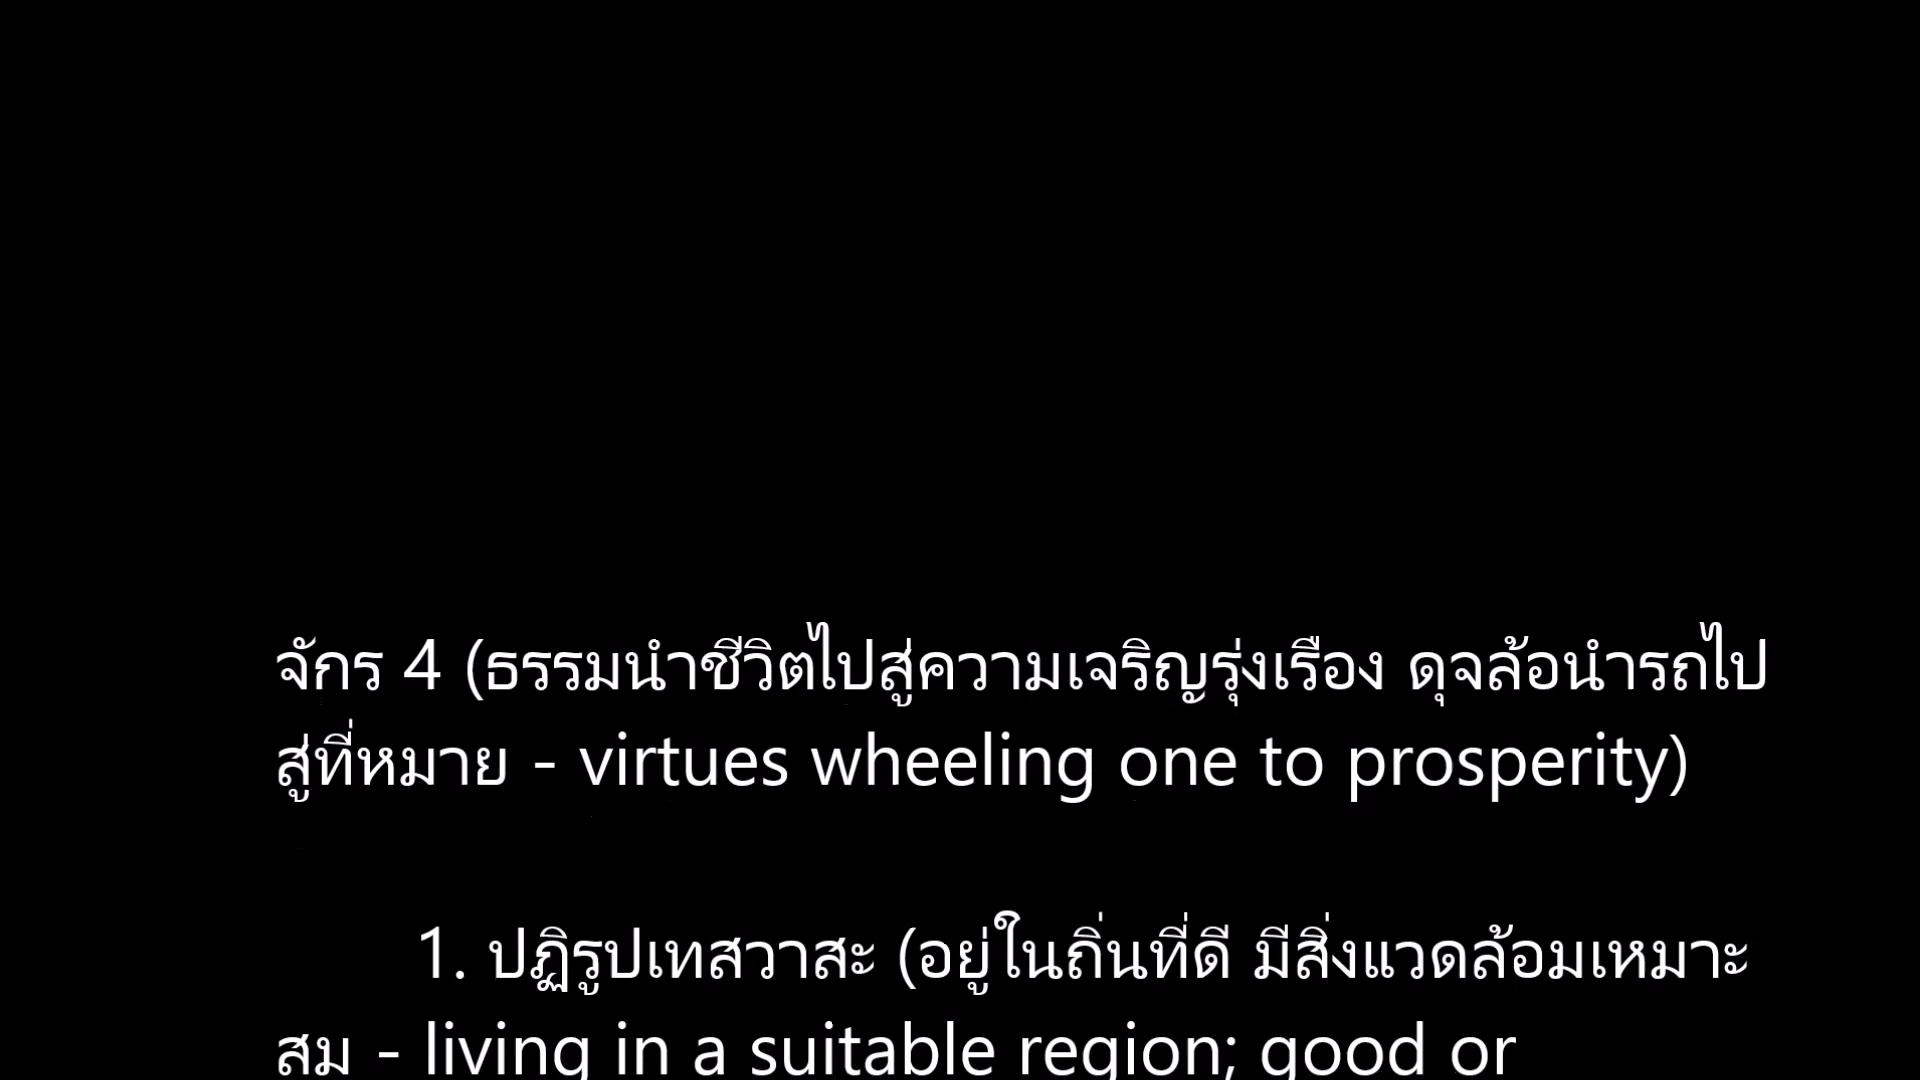 จักร 4 (ธรรมนำชีวิตไปสู่ความเจริญรุ่งเรือง ดุจล้อนำรถไป
สู่ที่หมาย - virtues wheeling one to prosperity)
1. ปฏิรูปเทสวาสะ (อยู่ในถิ่นที่ดี มีสิ่งแวดล้อมเหมาะ
สม - living in a suitable region; good or